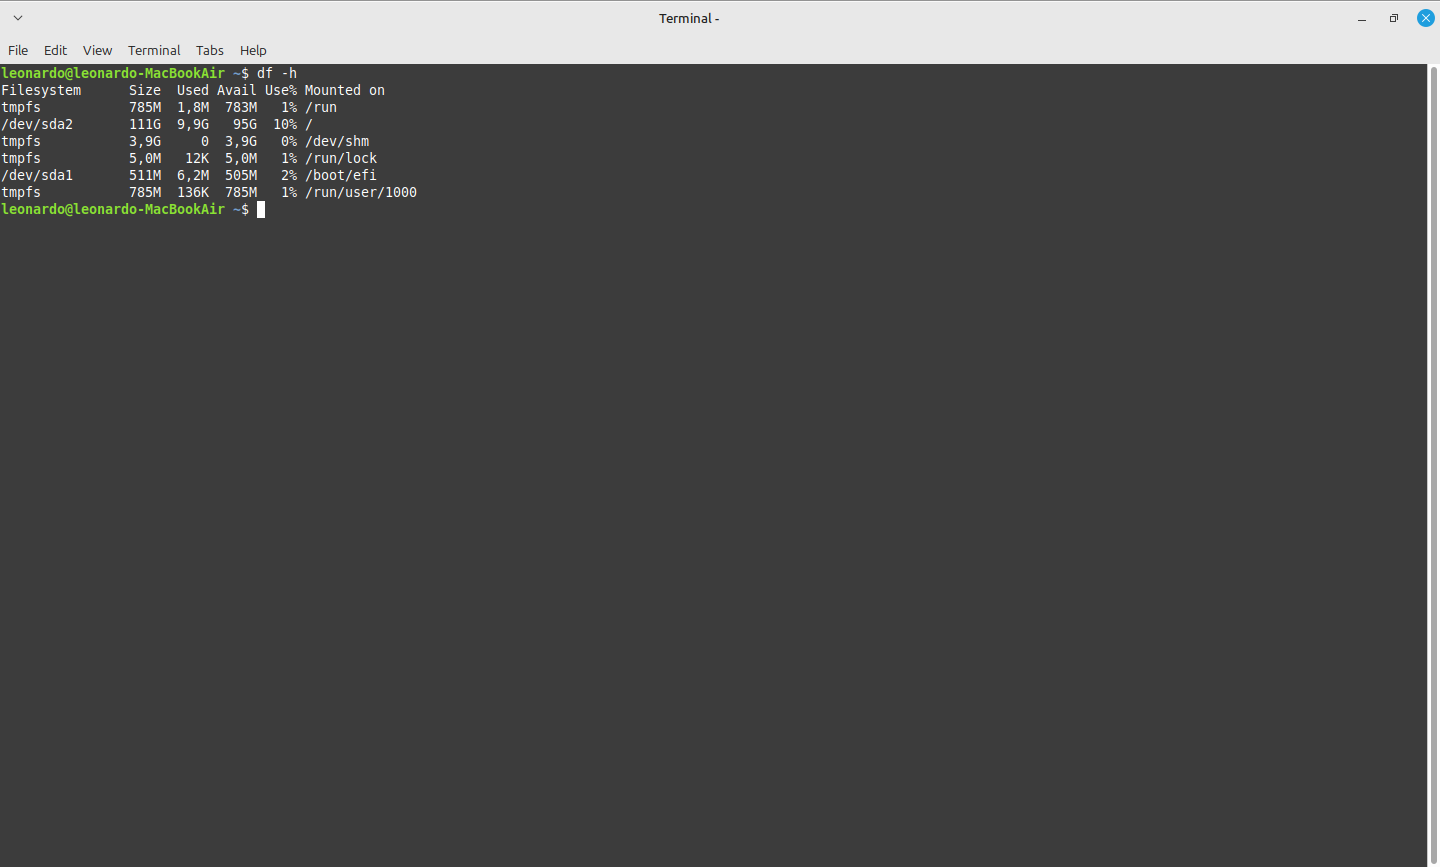 Terminal -
File Edit View Terminal Tabs Help
leonardo@leonardo-MacBookAir ~$ df -h
Filesystem      Size  Used Avail Use% Mounted on
tmpfs           785M  1,8M  783M   1% /run
/dev/sda2       111G  9,9G   95G  10% /
tmpfs           3,9G     0  3,9G   0% /dev/shm
tmpfs           5,0M   12K  5,0M   1% /run/lock
/dev/sda1       511M  6,2M  505M   2% /boot/efi
tmpfs           785M  136K  785M   1% /run/user/1000
leonardo@leonardo-MacBookAir ~$